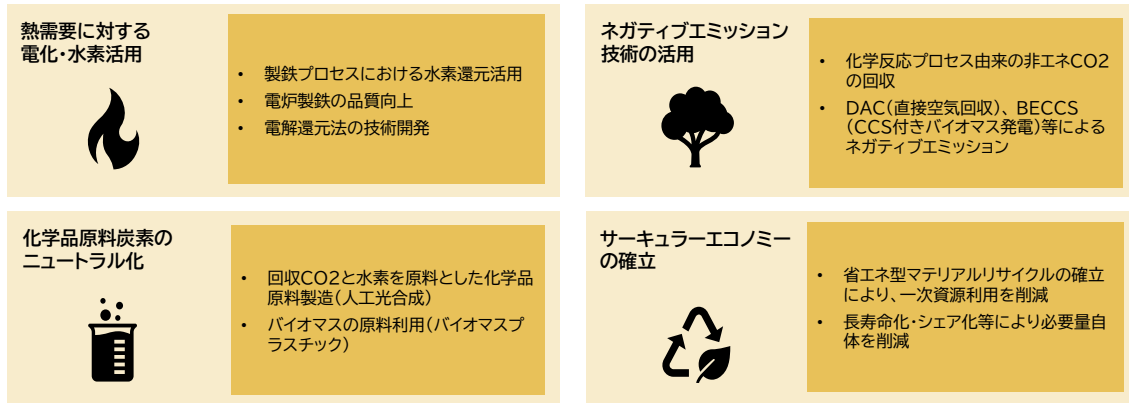 熱需要に対する
電化・水素活用
• 製鉄プロセスにおける水素還元活用
• 電炉製鉄の品質向上
• 電解還元法の技術開発
ネガティブエミッション
技術の活用
• 化学反応プロセス由来の非エネCO2
の回収
• DAC(直接空気回収)、BECCS
(CCS付きバイオマス発電)等による
ネガティブエミッション
化学品原料炭素の
ニュートラル化
• 回収CO2と水素を原料とした化学品
原料製造(人工光合成)
• バイオマスの原料利用(バイオマスプ
ラスチック)
サーキュラーエコノミー
の確立
• 省エネ型マテリアルリサイクルの確立
により、一次資源利用を削減
• 長寿命化・シェア化等により必要量自
体を削減